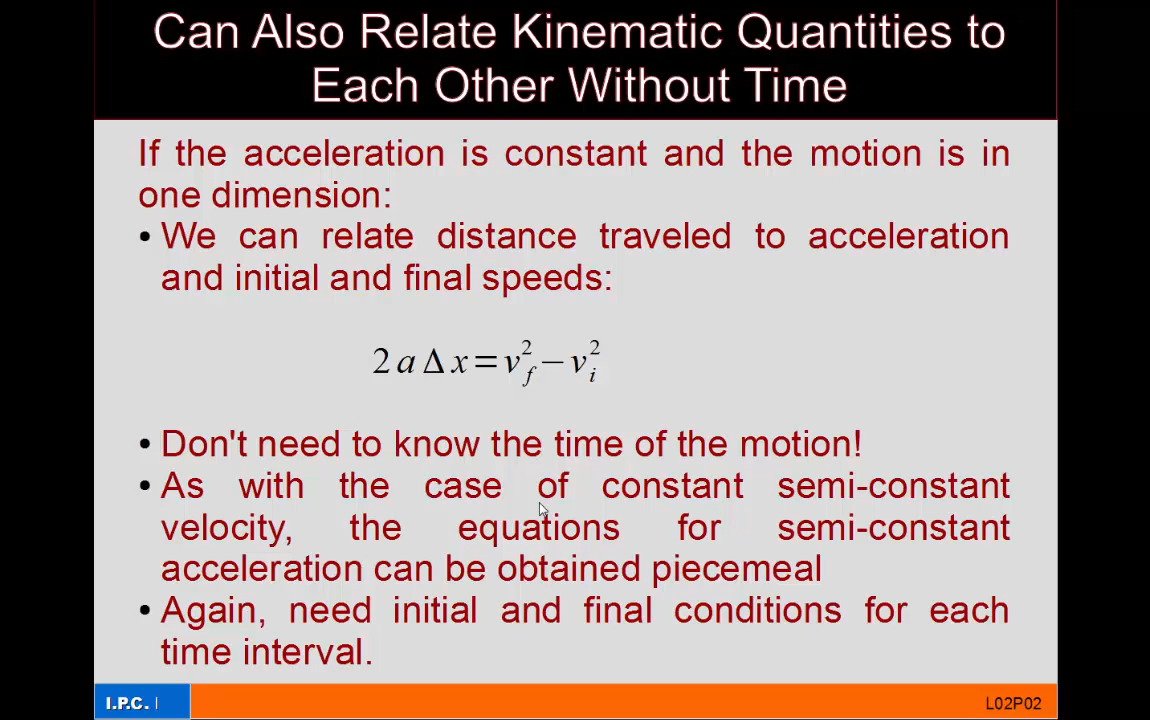 Can Also Relate Kinematic Quantities to
Each Other Without Time
If the acceleration is constant and the motion is in
one dimension:
• We can relate distance traveled to acceleration
and initial and final speeds:
2 a Δ x = v_f^2 − v_i^2
• Don't need to know the time of the motion!
• As with the case of constant semi-constant
velocity, the equations for semi-constant
acceleration can be obtained piecemeal
• Again, need initial and final conditions for each
time interval.
I.P.C. I
L02P02